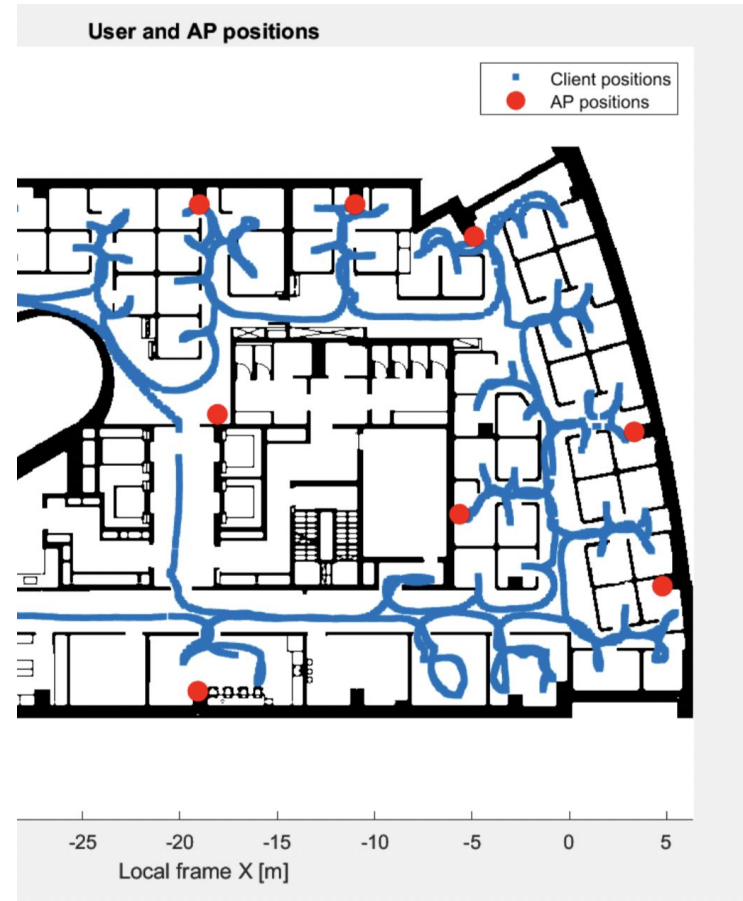 User and AP positions
Client positions
AP positions
-25 -20 -15 -10 -5 0 5
Local frame X [m]